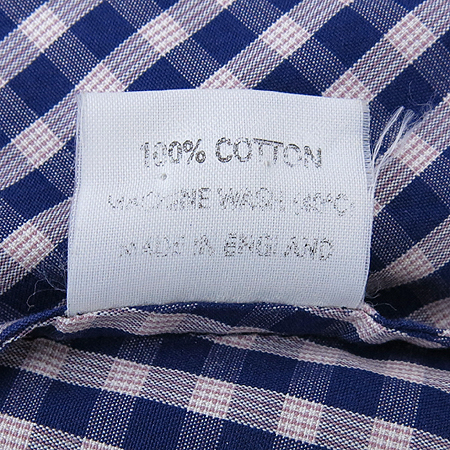 100% COTTON
MACHINE WASH (40°C)
MADE IN ENGLAND